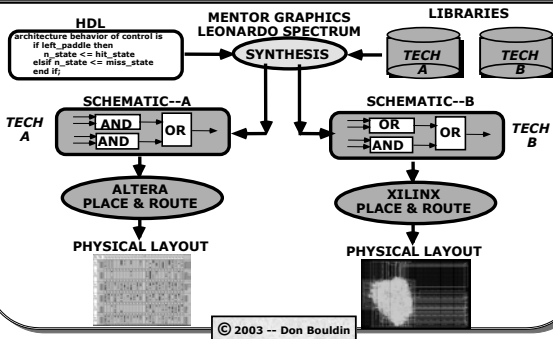 HDL
architecture behavior of control is
if left_paddle then
n_state <= hit_state
elsif n_state <= miss_state
end if;
MENTOR GRAPHICS
LEONARDO SPECTRUM
SYNTHESIS
LIBRARIES
TECH
A
TECH
B
SCHEMATIC--A
TECH
A
AND
AND
OR
SCHEMATIC--B
OR
AND
OR
TECH
B
ALTERA
PLACE & ROUTE
XILINX
PLACE & ROUTE
PHYSICAL LAYOUT
PHYSICAL LAYOUT
© 2003 -- Don Bouldin